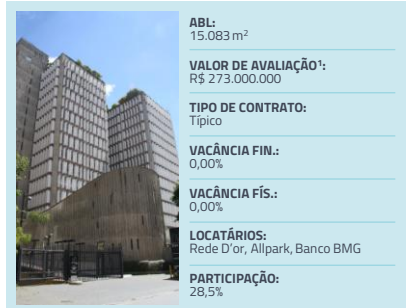 ABL:
15.083 m²
VALOR DE AVALIAÇÃO¹:
R$ 273.000.000
TIPO DE CONTRATO:
Típico
VACÂNCIA FIN.:
0,00%
VACÂNCIA FÍS.:
0,00%
LOCATÁRIOS:
Rede D'or, Allpark, Banco BMG
PARTICIPAÇÃO:
28,5%